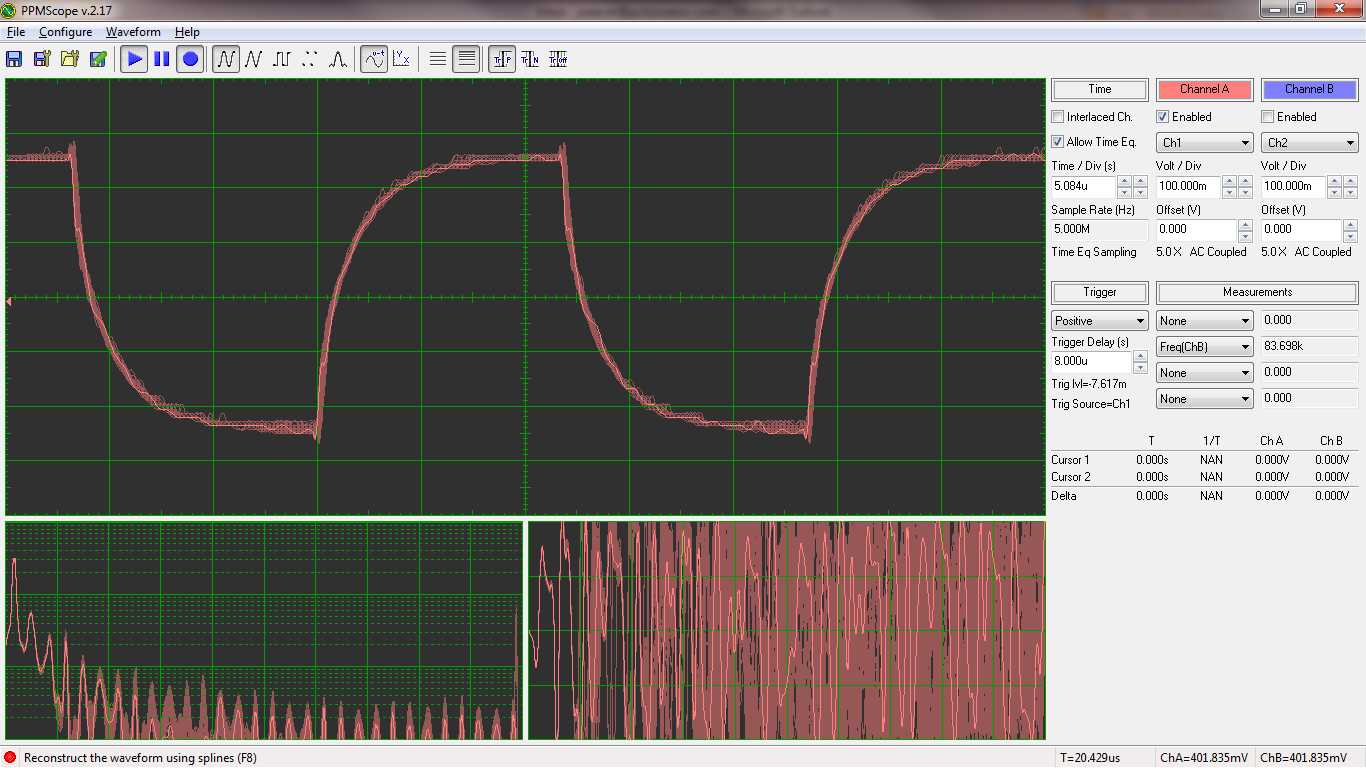 PPMScope v.2.17
File Configure Waveform Help
Time Channel A Channel B
Interlaced Ch. Enabled Enabled
Allow Time Eq. Ch1 Ch2
Time / Div (s) Volt / Div Volt / Div
5.084u 100.000m 100.000m
Sample Rate (Hz) Offset (V) Offset (V)
5.000M 0.000 0.000
Time Eq Sampling 5.0 X AC Coupled 5.0 X AC Coupled
Trigger Measurements
Positive None 0.000
Trigger Delay (s) Freq(ChB) 83.698k
8.000u None 0.000
Trig lvl=-7.617m
Trig Source=Ch1 None 0.000
T 1/T Ch A Ch B
Cursor 1 0.000s NAN 0.000V 0.000V
Cursor 2 0.000s NAN 0.000V 0.000V
Delta 0.000s NAN 0.000V 0.000V
Reconstruct the waveform using splines (F8) T=20.429us ChA=401.835mV ChB=401.835mV